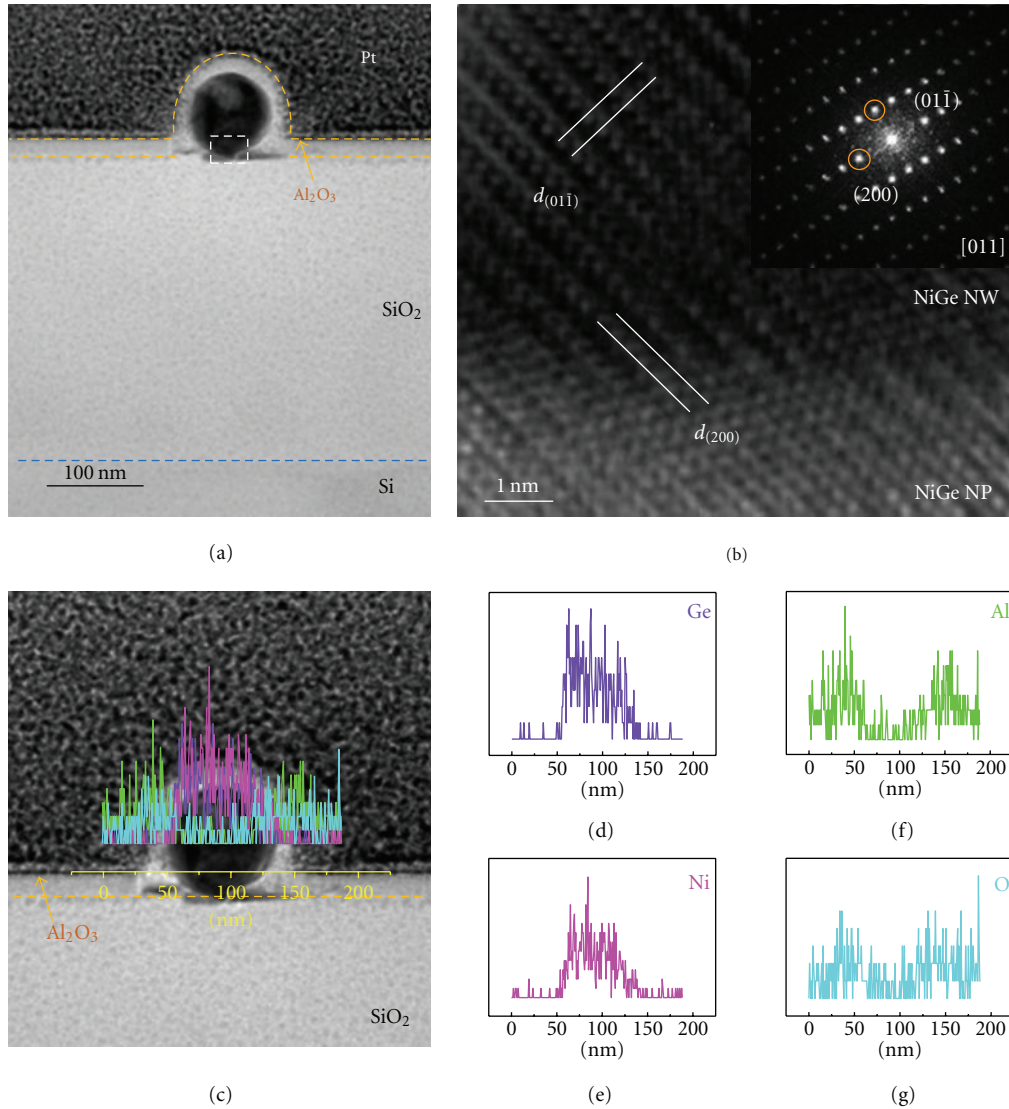 Pt
Al₂O₃
SiO₂
100 nm
Si
(a)
(011̅)
d(011̅)
(200)
[011]
NiGe NW
d(200)
1 nm
NiGe NP
(b)
0 50 100 150 200
(nm)
Al₂O₃
SiO₂
(c)
Ge
0 50 100 150 200
(nm)
(d)
Al
0 50 100 150 200
(nm)
(f)
Ni
0 50 100 150 200
(nm)
(e)
O
0 50 100 150 200
(nm)
(g)